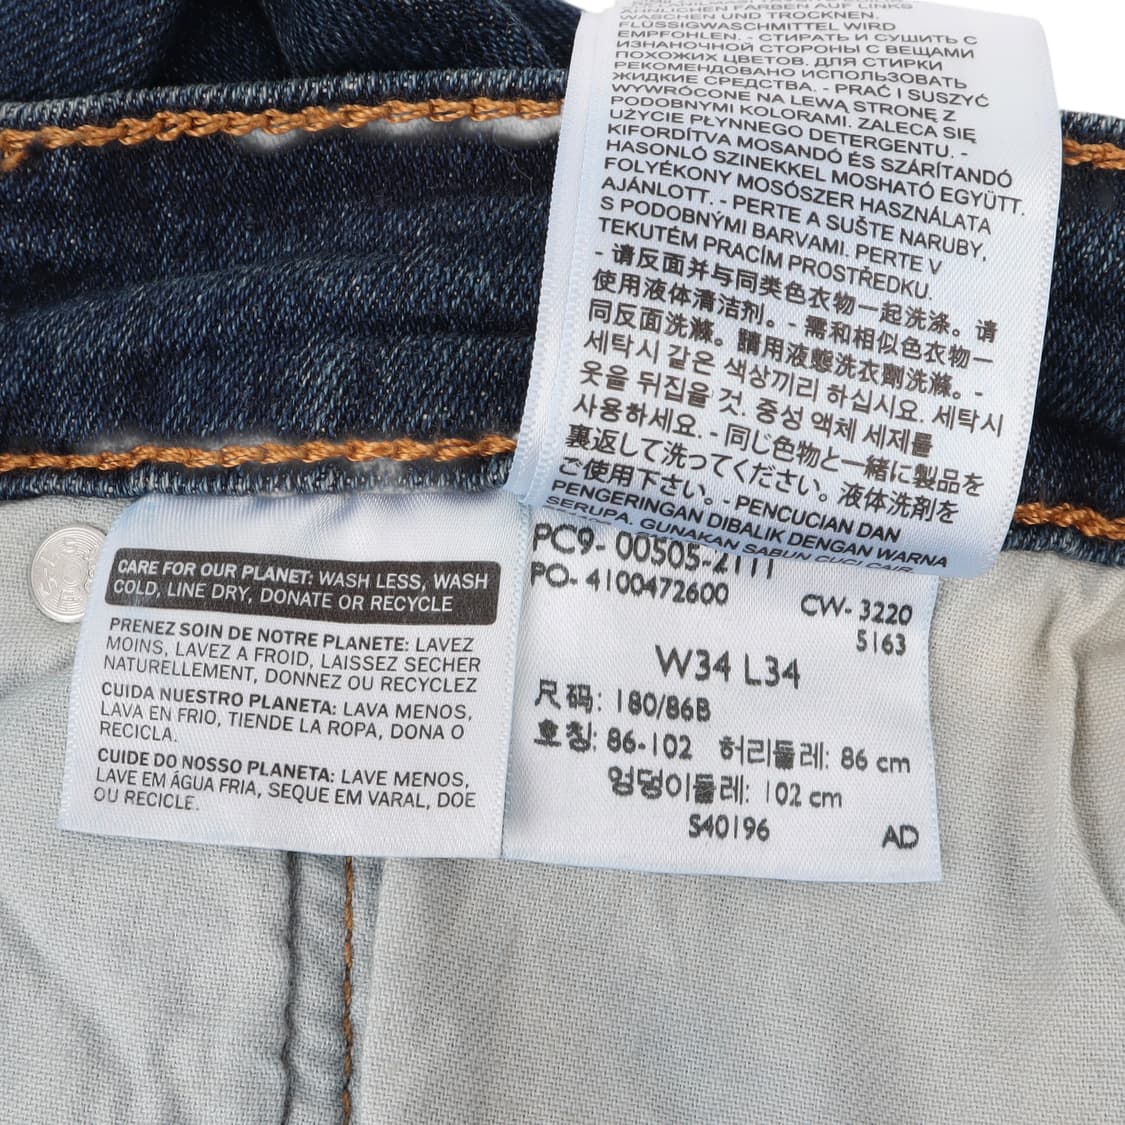 WASCHEN UND TROCKNEN.
FLÜSSIGWASCHMITTEL WIRD
EMPFOHLEN. - СТИРАТЬ И СУШИТЬ С
ИЗНАНОЧНОЙ СТОРОНЫ С ВЕЩАМИ
ПОХОЖИХ ЦВЕТОВ. ДЛЯ СТИРКИ
РЕКОМЕНДОВАНО ИСПОЛЬЗОВАТЬ
ЖИДКИЕ СРЕДСТВА. - PRAĆ I SUSZYĆ
WYWRÓCONE NA LEWĄ STRONĘ Z
PODOBNYMI KOLORAMI. ZALECA SIĘ
UŻYCIE PŁYNNEGO DETERGENTU. -
KIFORDÍTVA MOSANDÓ ÉS SZÁRÍTANDÓ
HASONLÓ SZINEKKEL MOSHATÓ EGYÜTT.
FOLYÉKONY MOSÓSZER HASZNÁLATA
AJÁNLOTT. - PERTE A SUŠTE NARUBY,
S PODOBNÝMI BARVAMI. PERTE V
TEKUTÉM PRACÍM PROSTŘEDKU.
- 请反面并与同类色衣物一起洗涤。请
使用液体清洁剂。- 需和相似色衣物一
同反面洗滌。請用液態洗衣劑洗滌。-
세탁시 같은 색상끼리 하십시요. 세탁시
옷을 뒤집을 것. 중성 액체 세제를
사용하세요. - 同じ色物と一緒に製品を
裏返して洗ってください。液体洗剤を
ご使用下さい。- PENCUCIAN DAN
PENGERINGAN DIBALIK DENGAN WARNA
SERUPA. GUNAKAN SABUN CUCI CAIR.
CARE FOR OUR PLANET: WASH LESS, WASH
COLD, LINE DRY, DONATE OR RECYCLE
PRENEZ SOIN DE NOTRE PLANETE: LAVEZ
MOINS, LAVEZ A FROID, LAISSEZ SECHER
NATURELLEMENT, DONNEZ OU RECYCLEZ
CUIDA NUESTRO PLANETA: LAVA MENOS,
LAVA EN FRIO, TIENDE LA ROPA, DONA O
RECICLA.
CUIDE DO NOSSO PLANETA: LAVE MENOS,
LAVE EM ÁGUA FRIA, SEQUE EM VARAL, DOE
OU RECICLE.
PC9- 00505-2111
PO- 4100472600
CW- 3220
5163
W34 L34
尺码: 180/86B
호칭: 86-102 허리둘레: 86 cm
엉덩이둘레: 102 cm
S40196
AD